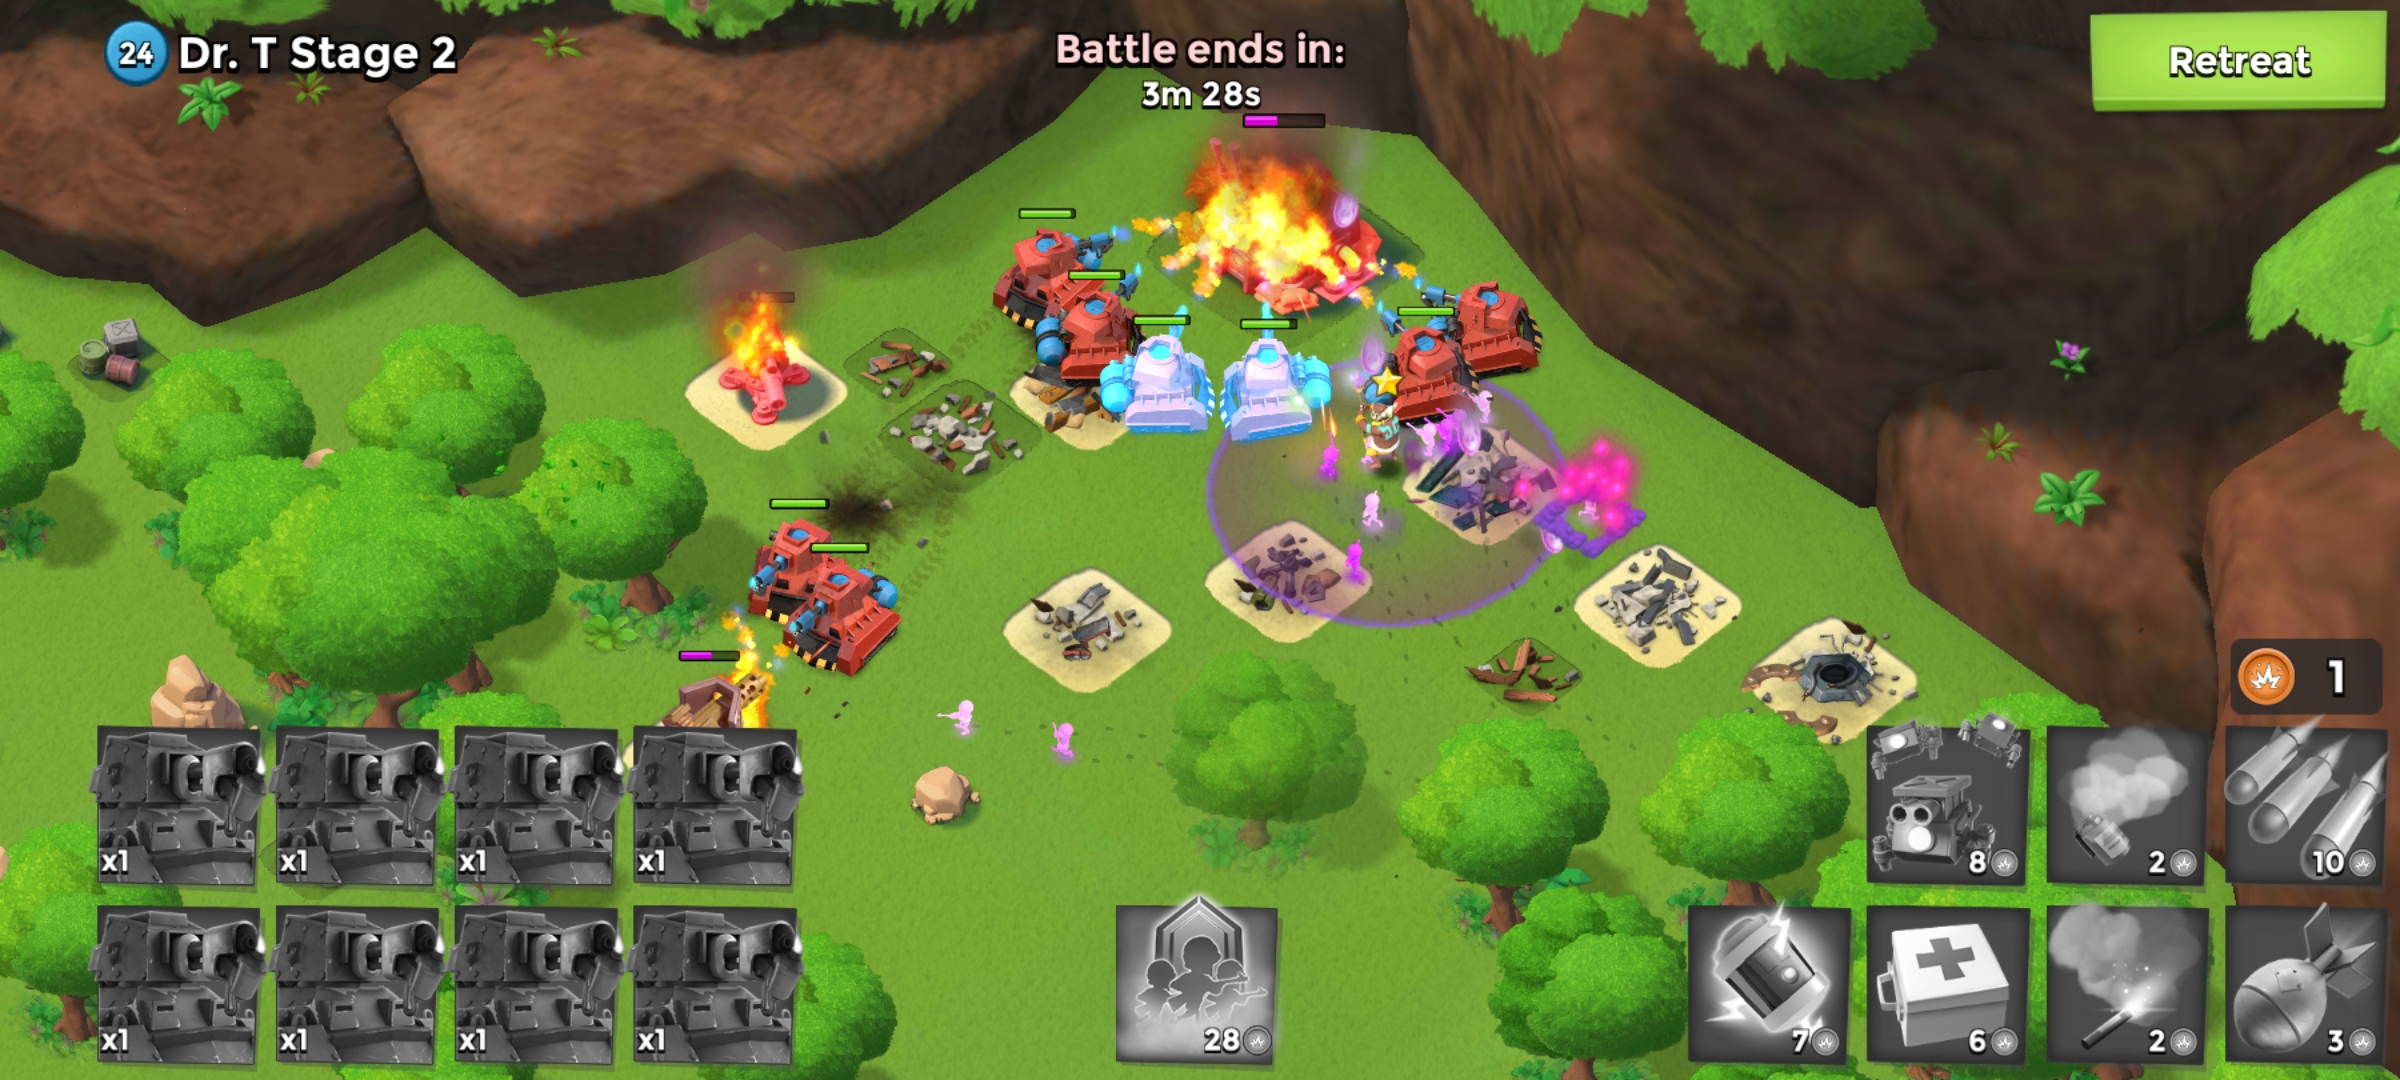 24 Dr. T Stage 2
Battle ends in:
3m 28s
Retreat
1
x1 x1 x1 x1
8 2 10
x1 x1 x1 x1
28
7 6 2 3